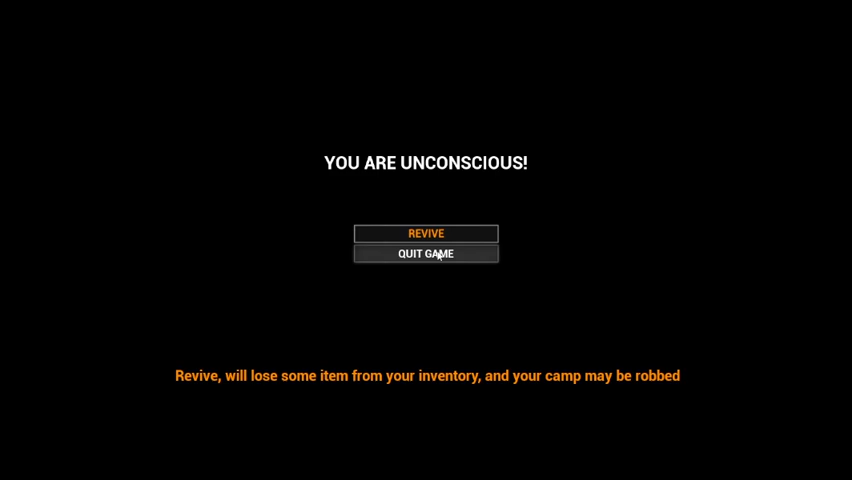 YOU ARE UNCONSCIOUS!
REVIVE
QUIT GAME
Revive, will lose some item from your inventory, and your camp may be robbed